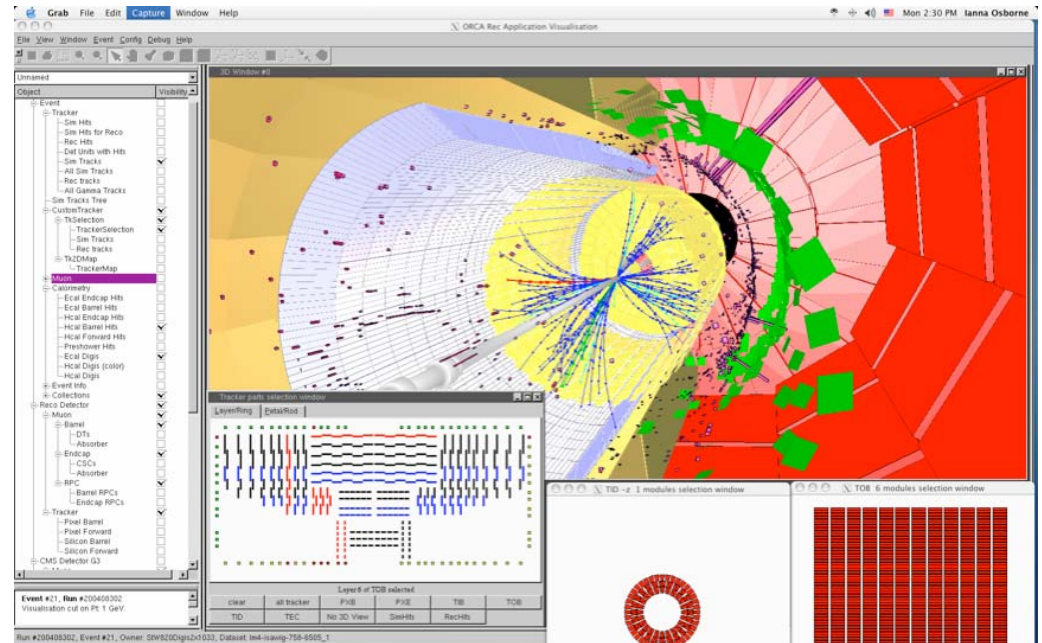 Grab File Edit Capture Window Help
Mon 2:30 PM Ianna Osborne
ORCA Rec Application Visualisation
File View Window Event Config Debug Help
Unnamed
3D Window #0
Object Visibility
Event
Tracker
Sim Hits
Sim Hits for Reco
Rec Hits
Det Units with Hits
Sim Tracks
All Sim Tracks
Rec tracks
All Gamma Tracks
Sim Tracks Tree
CustomTracker
TkSelection
TrackerSelection
Sim Tracks
Rec tracks
Tk2DMap
TrackerMap
Muon
Calorimetry
Ecal Endcap Hits
Ecal Barrel Hits
Hcal Endcap Hits
Hcal Barrel Hits
Hcal Forward Hits
Preshower Hits
Ecal Digis
Hcal Digis (color)
Hcal Digis
Event Info
Collections
Reco Detector
Muon
Barrel
DTs
Absorber
Endcap
CSCs
Absorber
RPC
Barrel RPCs
Endcap RPCs
Tracker
Pixel Barrel
Pixel Forward
Silicon Barrel
Silicon Forward
CMS Detector G3
Tracker parts selection window
Layer/Ring Petal/Rod
Layer 6 of TOB selected
clear all tracker PXB PXE TIB TOB
TID TEC No 3D View SimHits RecHits
TID -z 1 modules selection window
TOB 6 modules selection window
Event #21, Run #200408302
Visualisation cut on Pt 1 GeV.
Run #200408302, Event #21, Owner